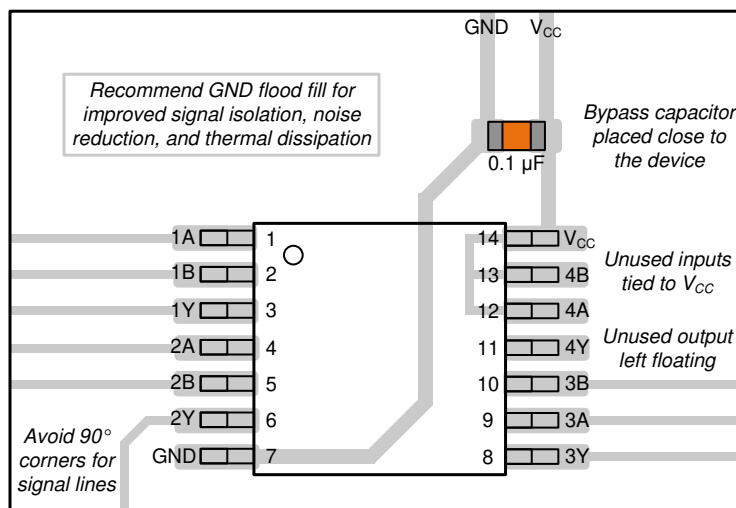 GND V_CC
Recommend GND flood fill for
improved signal isolation, noise
reduction, and thermal dissipation
Bypass capacitor
placed close to
the device
0.1 µF
1A 1 14 V_CC
1B 2 13 4B
Unused inputs
tied to V_CC
1Y 3 12 4A
2A 4 11 4Y
Unused output
left floating
2B 5 10 3B
2Y 6 9 3A
GND 7 8 3Y
Avoid 90°
corners for
signal lines